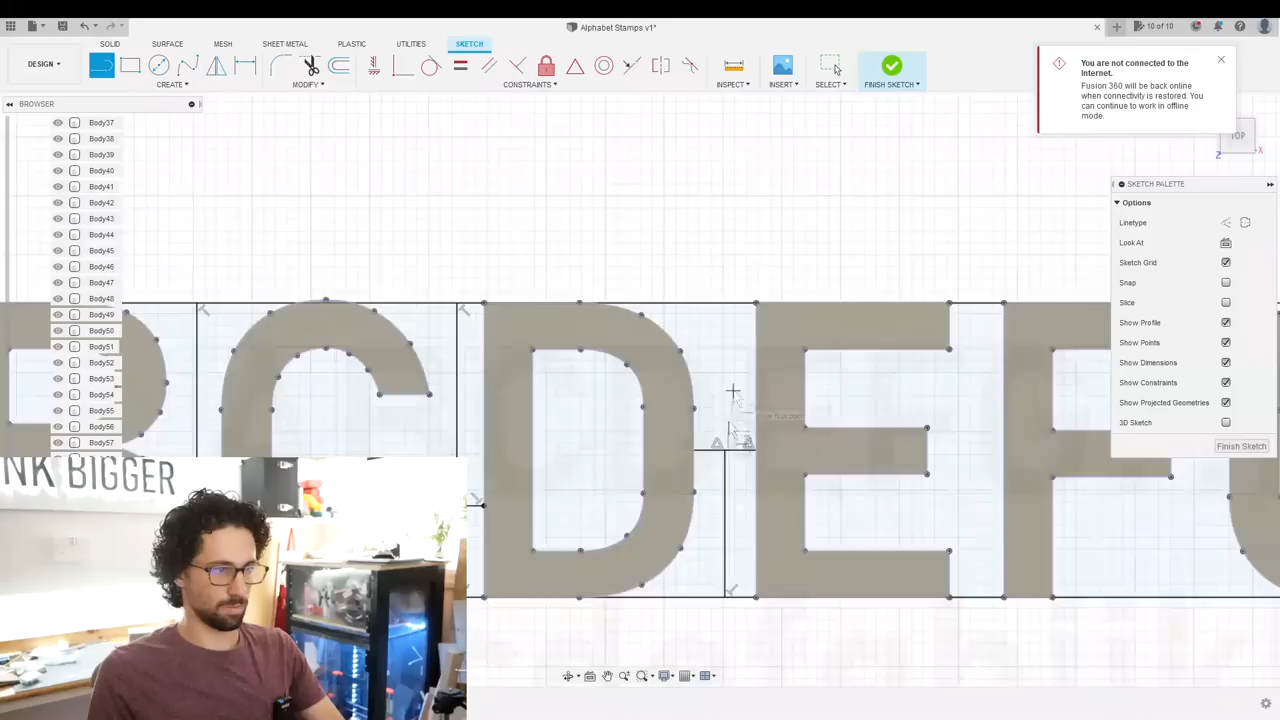 Alphabet Stamps v1*
10 of 10
SOLID SURFACE MESH SHEET METAL PLASTIC UTILITIES SKETCH
DESIGN
CREATE MODIFY CONSTRAINTS INSPECT INSERT SELECT FINISH SKETCH
BROWSER
Body37
Body38
Body39
Body40
Body41
Body42
Body43
Body44
Body45
Body46
Body47
Body48
Body49
Body50
Body51
Body52
Body53
Body54
Body55
Body56
Body57
You are not connected to the
Internet.
Fusion 360 will be back online
when connectivity is restored. You
can continue to work in offline
mode.
TOP
Z
X
SKETCH PALETTE
Options
Linetype
Look At
Sketch Grid
Snap
Slice
Show Profile
Show Points
Show Dimensions
Show Constraints
Show Projected Geometries
3D Sketch
Finish Sketch
C D E F
NK BIGGER